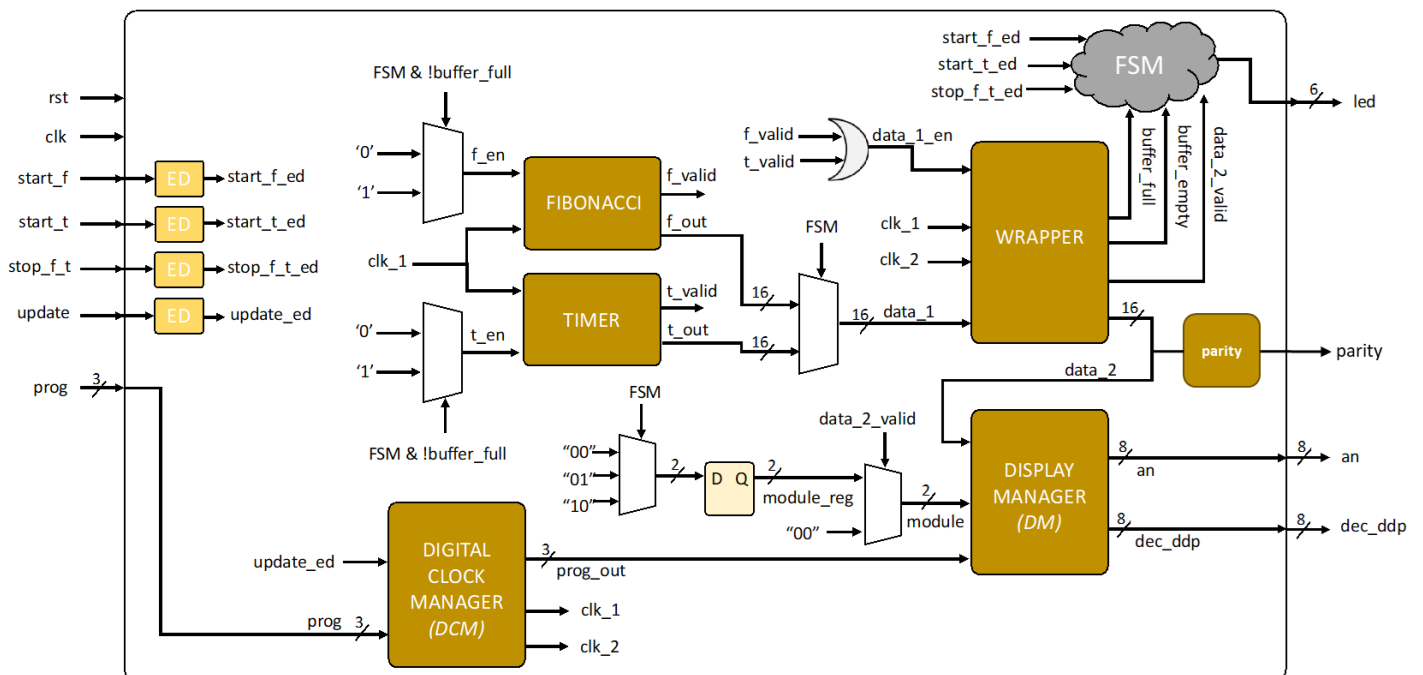 rst
clk
start_f
start_t
stop_f_t
update
prog
3
ED
start_f_ed
ED
start_t_ed
ED
stop_f_t_ed
ED
update_ed
FSM & !buffer_full
‘0’
‘1’
f_en
clk_1
‘0’
‘1’
t_en
FSM & !buffer_full
FIBONACCI
f_valid
f_out
16
TIMER
t_valid
t_out
16
FSM
16
data_1
f_valid
t_valid
data_1_en
clk_1
clk_2
WRAPPER
start_f_ed
start_t_ed
stop_f_t_ed
FSM
buffer_full
buffer_empty
data_2_valid
6
led
16
data_2
parity
parity
FSM
“00”
“01”
“10”
2
D Q
2
module_reg
data_2_valid
“00”
2
module
DISPLAY
MANAGER
(DM)
8
an
8
an
8
dec_ddp
8
dec_ddp
update_ed
prog
3
DIGITAL
CLOCK
MANAGER
(DCM)
3
prog_out
clk_1
clk_2